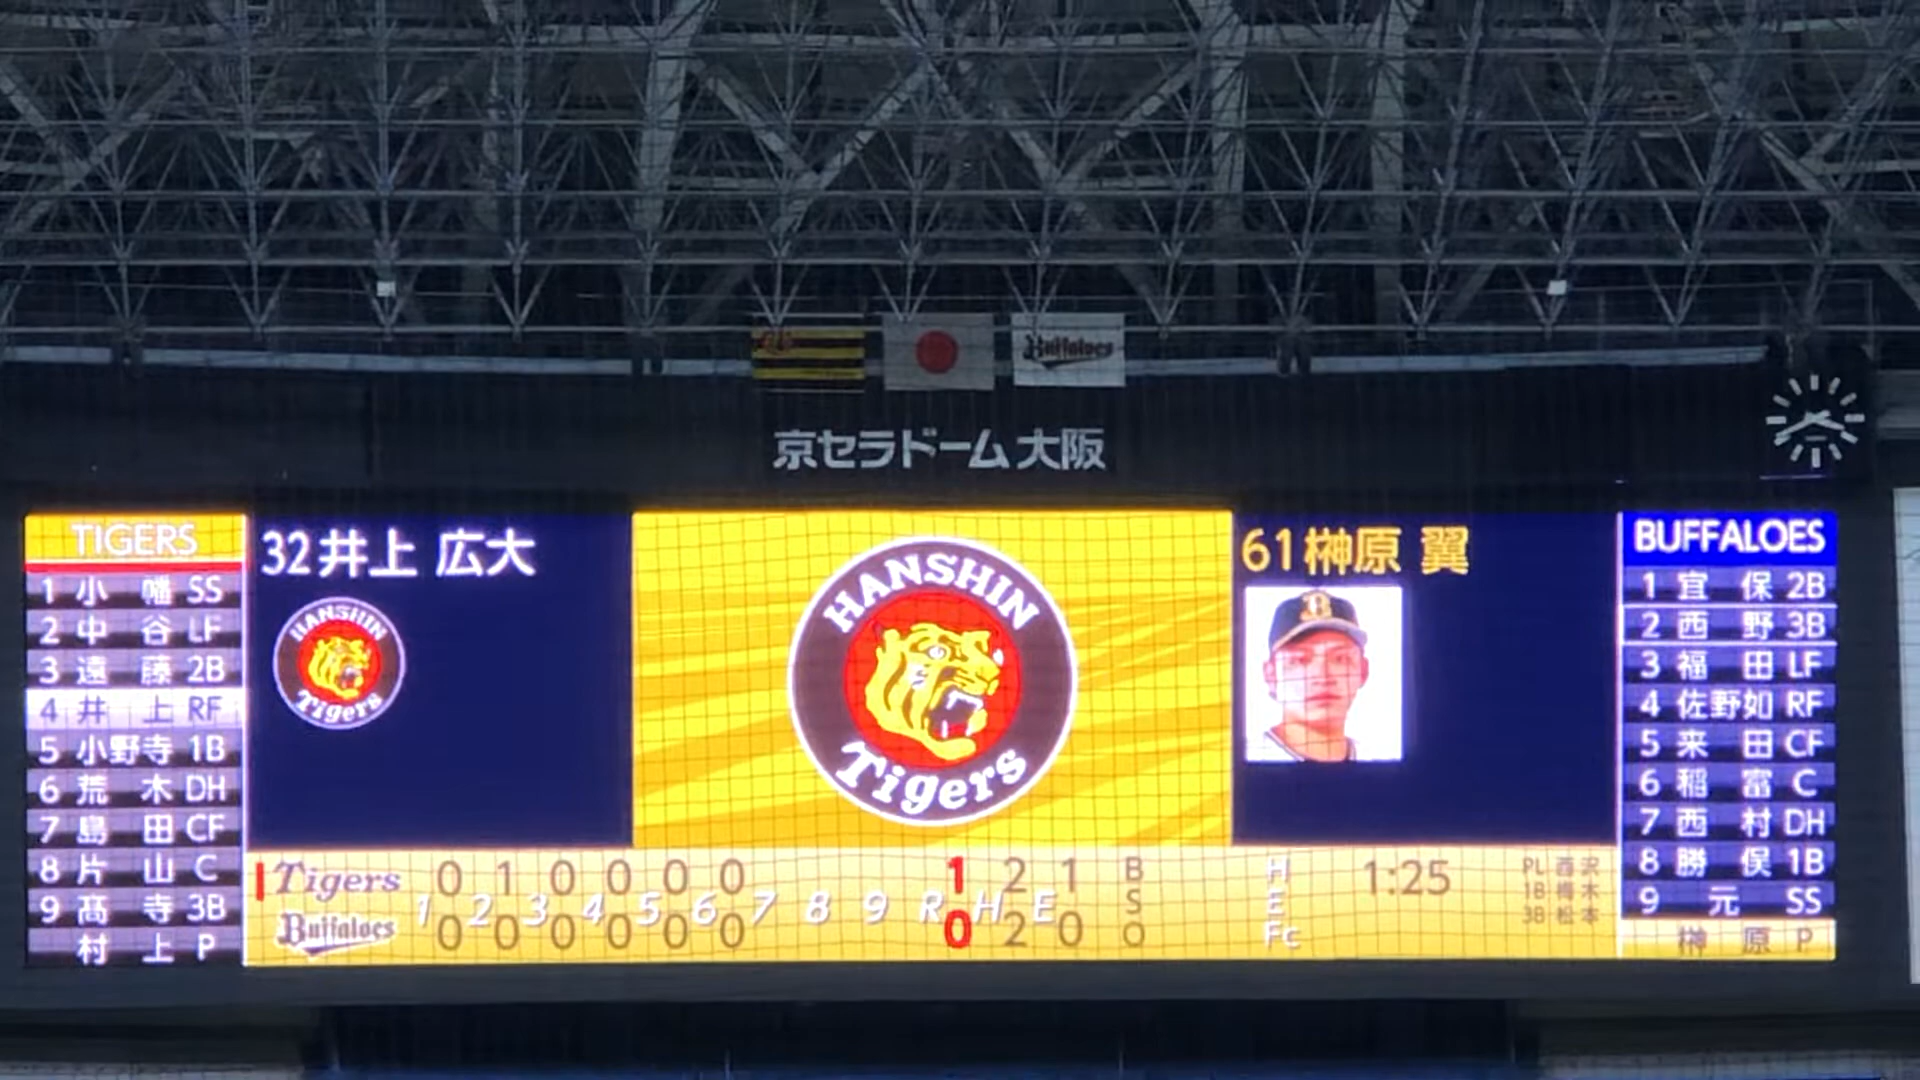 Buffaloes
京セラドーム大阪
TIGERS
1 小幡 SS
2 中谷 LF
3 遠藤 2B
4 井上 RF
5 小野寺 1B
6 荒木 DH
7 島田 CF
8 片山 C
9 髙寺 3B
村上 P
32 井上 広大
HANSHIN
Tigers
HANSHIN
Tigers
61 榊原 翼
B
BUFFALOES
1 宜保 2B
2 西野 3B
3 福田 LF
4 佐野如 RF
5 来田 CF
6 稲富 C
7 西村 DH
8 勝俣 1B
9 元 SS
榊原 P
Tigers 0 1 0 0 0 0 1 2 1
1 2 3 4 5 6 7 8 9 R H E
Buffaloes 0 0 0 0 0 0 0 2 0
B
S
O
H
E
Fc
1:25
PL 西沢
1B 梅木
3B 松本